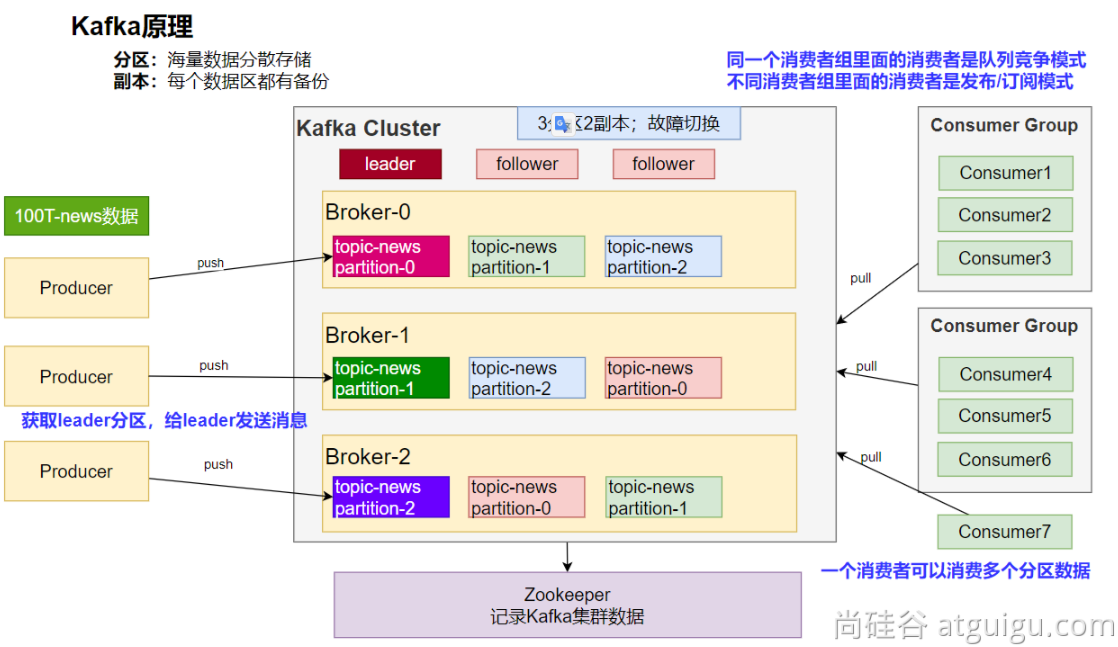 Kafka原理
分区：海量数据分散存储
副本：每个数据区都有备份
同一个消费者组里面的消费者是队列竞争模式
不同消费者组里面的消费者是发布/订阅模式
Kafka Cluster
区2副本；故障切换
leader
follower
follower
100T-news数据
Producer
push
Broker-0
topic-news
partition-0
topic-news
partition-1
topic-news
partition-2
Producer
push
获取leader分区，给leader发送消息
Broker-1
topic-news
partition-1
topic-news
partition-2
topic-news
partition-0
Producer
push
Broker-2
topic-news
partition-2
topic-news
partition-0
topic-news
partition-1
Consumer Group
Consumer1
Consumer2
Consumer3
pull
Consumer Group
Consumer4
Consumer5
Consumer6
pull
pull
Consumer7
一个消费者可以消费多个分区数据
Zookeeper
记录Kafka集群数据
尚硅谷 atguigu.com